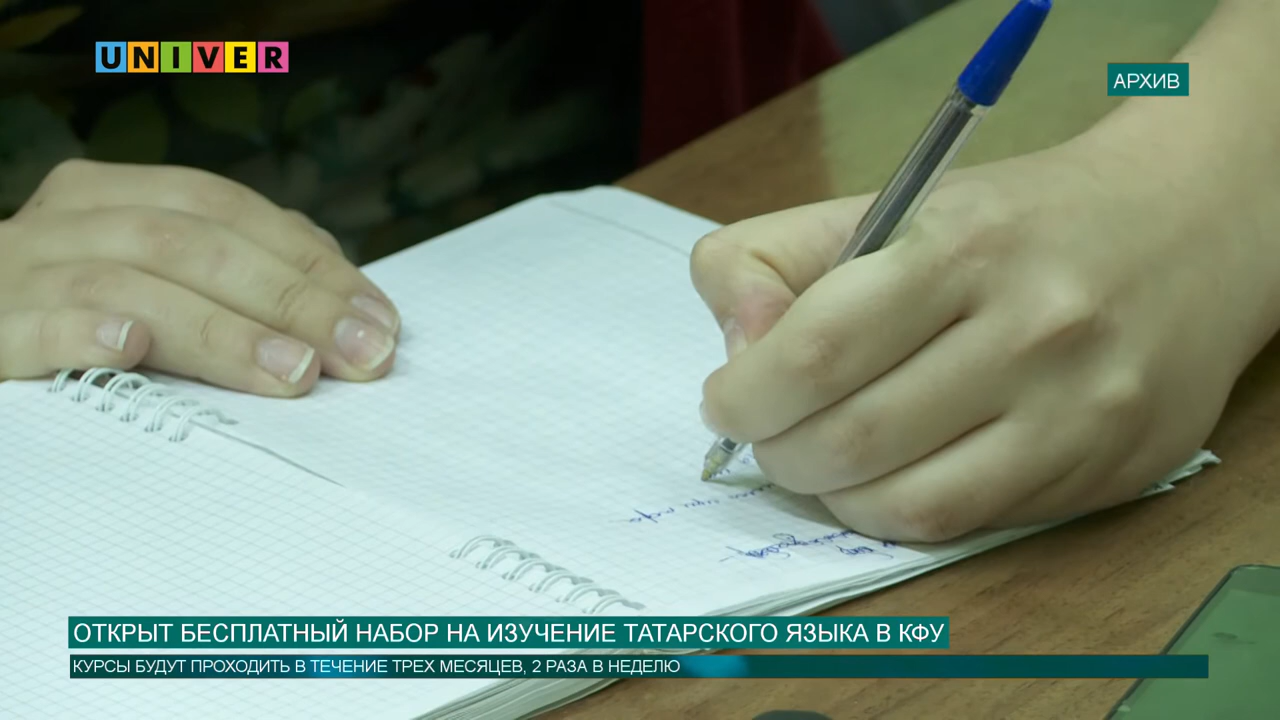 UNIVER
АРХИВ
ОТКРЫТ БЕСПЛАТНЫЙ НАБОР НА ИЗУЧЕНИЕ ТАТАРСКОГО ЯЗЫКА В КФУ
КУРСЫ БУДУТ ПРОХОДИТЬ В ТЕЧЕНИЕ ТРЕХ МЕСЯЦЕВ, 2 РАЗА В НЕДЕЛЮ